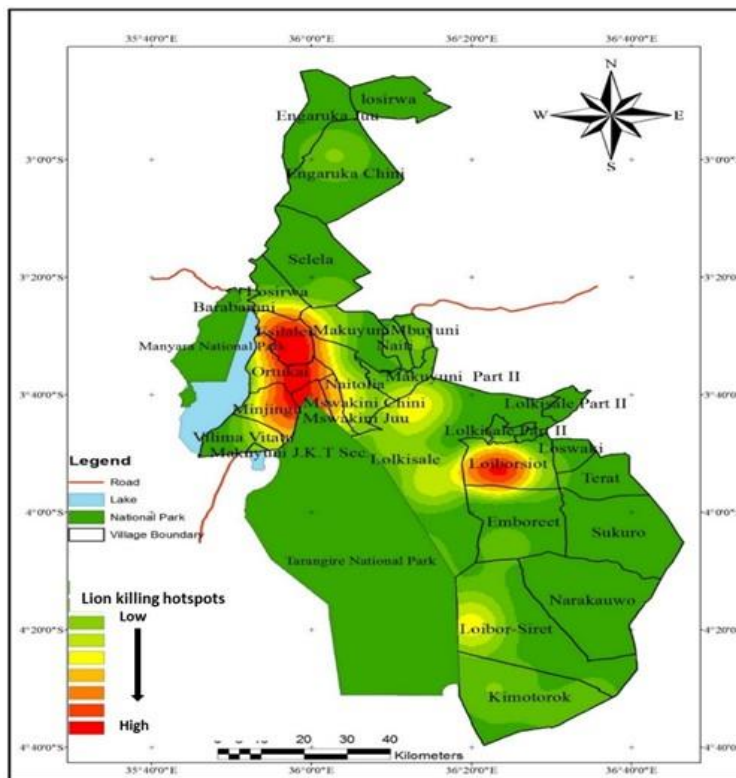 35°40'0"E 36°0'0"E 36°20'0"E 36°40'0"E
N
W E
S
losirwa
Engaruka Juu
3°0'0"S 3°0'0"S
Engaruka Chini
Selela
3°20'0"S 3°20'0"S
Losirwa
Barabarani
Esilalei Makuyuni Mbuyuni
Manyara National Park Naiti
Oruikai Makuyuni Part II
Naitolia
3°40'0"S 3°40'0"S
Minjingu Mswakini Chini Lolkisale Part II
Mswakini Juu
Vilima Vitatu Lolkisale Part II
Makuyuni J.K.T Sec Lolkisale Loswaki
Legend Loiborsiot
Road Terat
Lake
National Park 4°0'0"S 4°0'0"S
Village Boundary Emboreet Sukuro
Tarangire National Park
Lion killing hotspots
Low Narakauwo
4°20'0"S Loibor-Siret 4°20'0"S
High Kimotorok
10 20 30 40
Kilometers
4°40'0"S 4°40'0"S
35°40'0"E 36°0'0"E 36°20'0"E 36°40'0"E